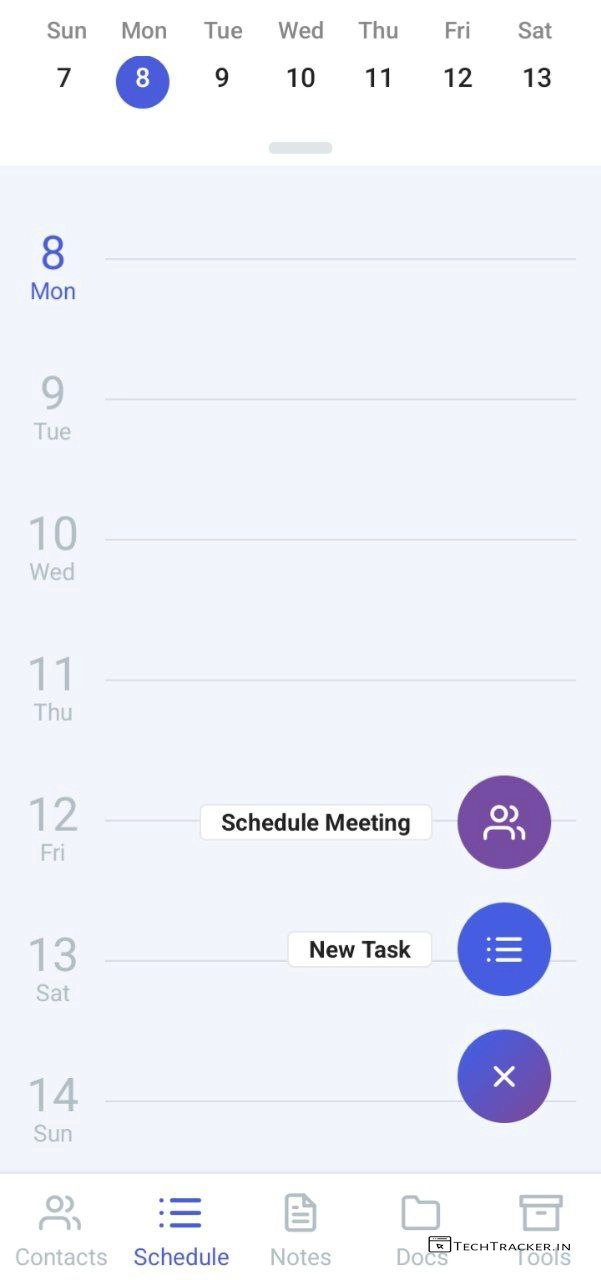 Sun Mon Tue Wed Thu Fri Sat
7 8 9 10 11 12 13
8
Mon
9
Tue
10
Wed
11
Thu
12
Fri
Schedule Meeting
13
Sat
New Task
14
Sun
Contacts Schedule Notes Docs Tools
TECHTRACKER.IN